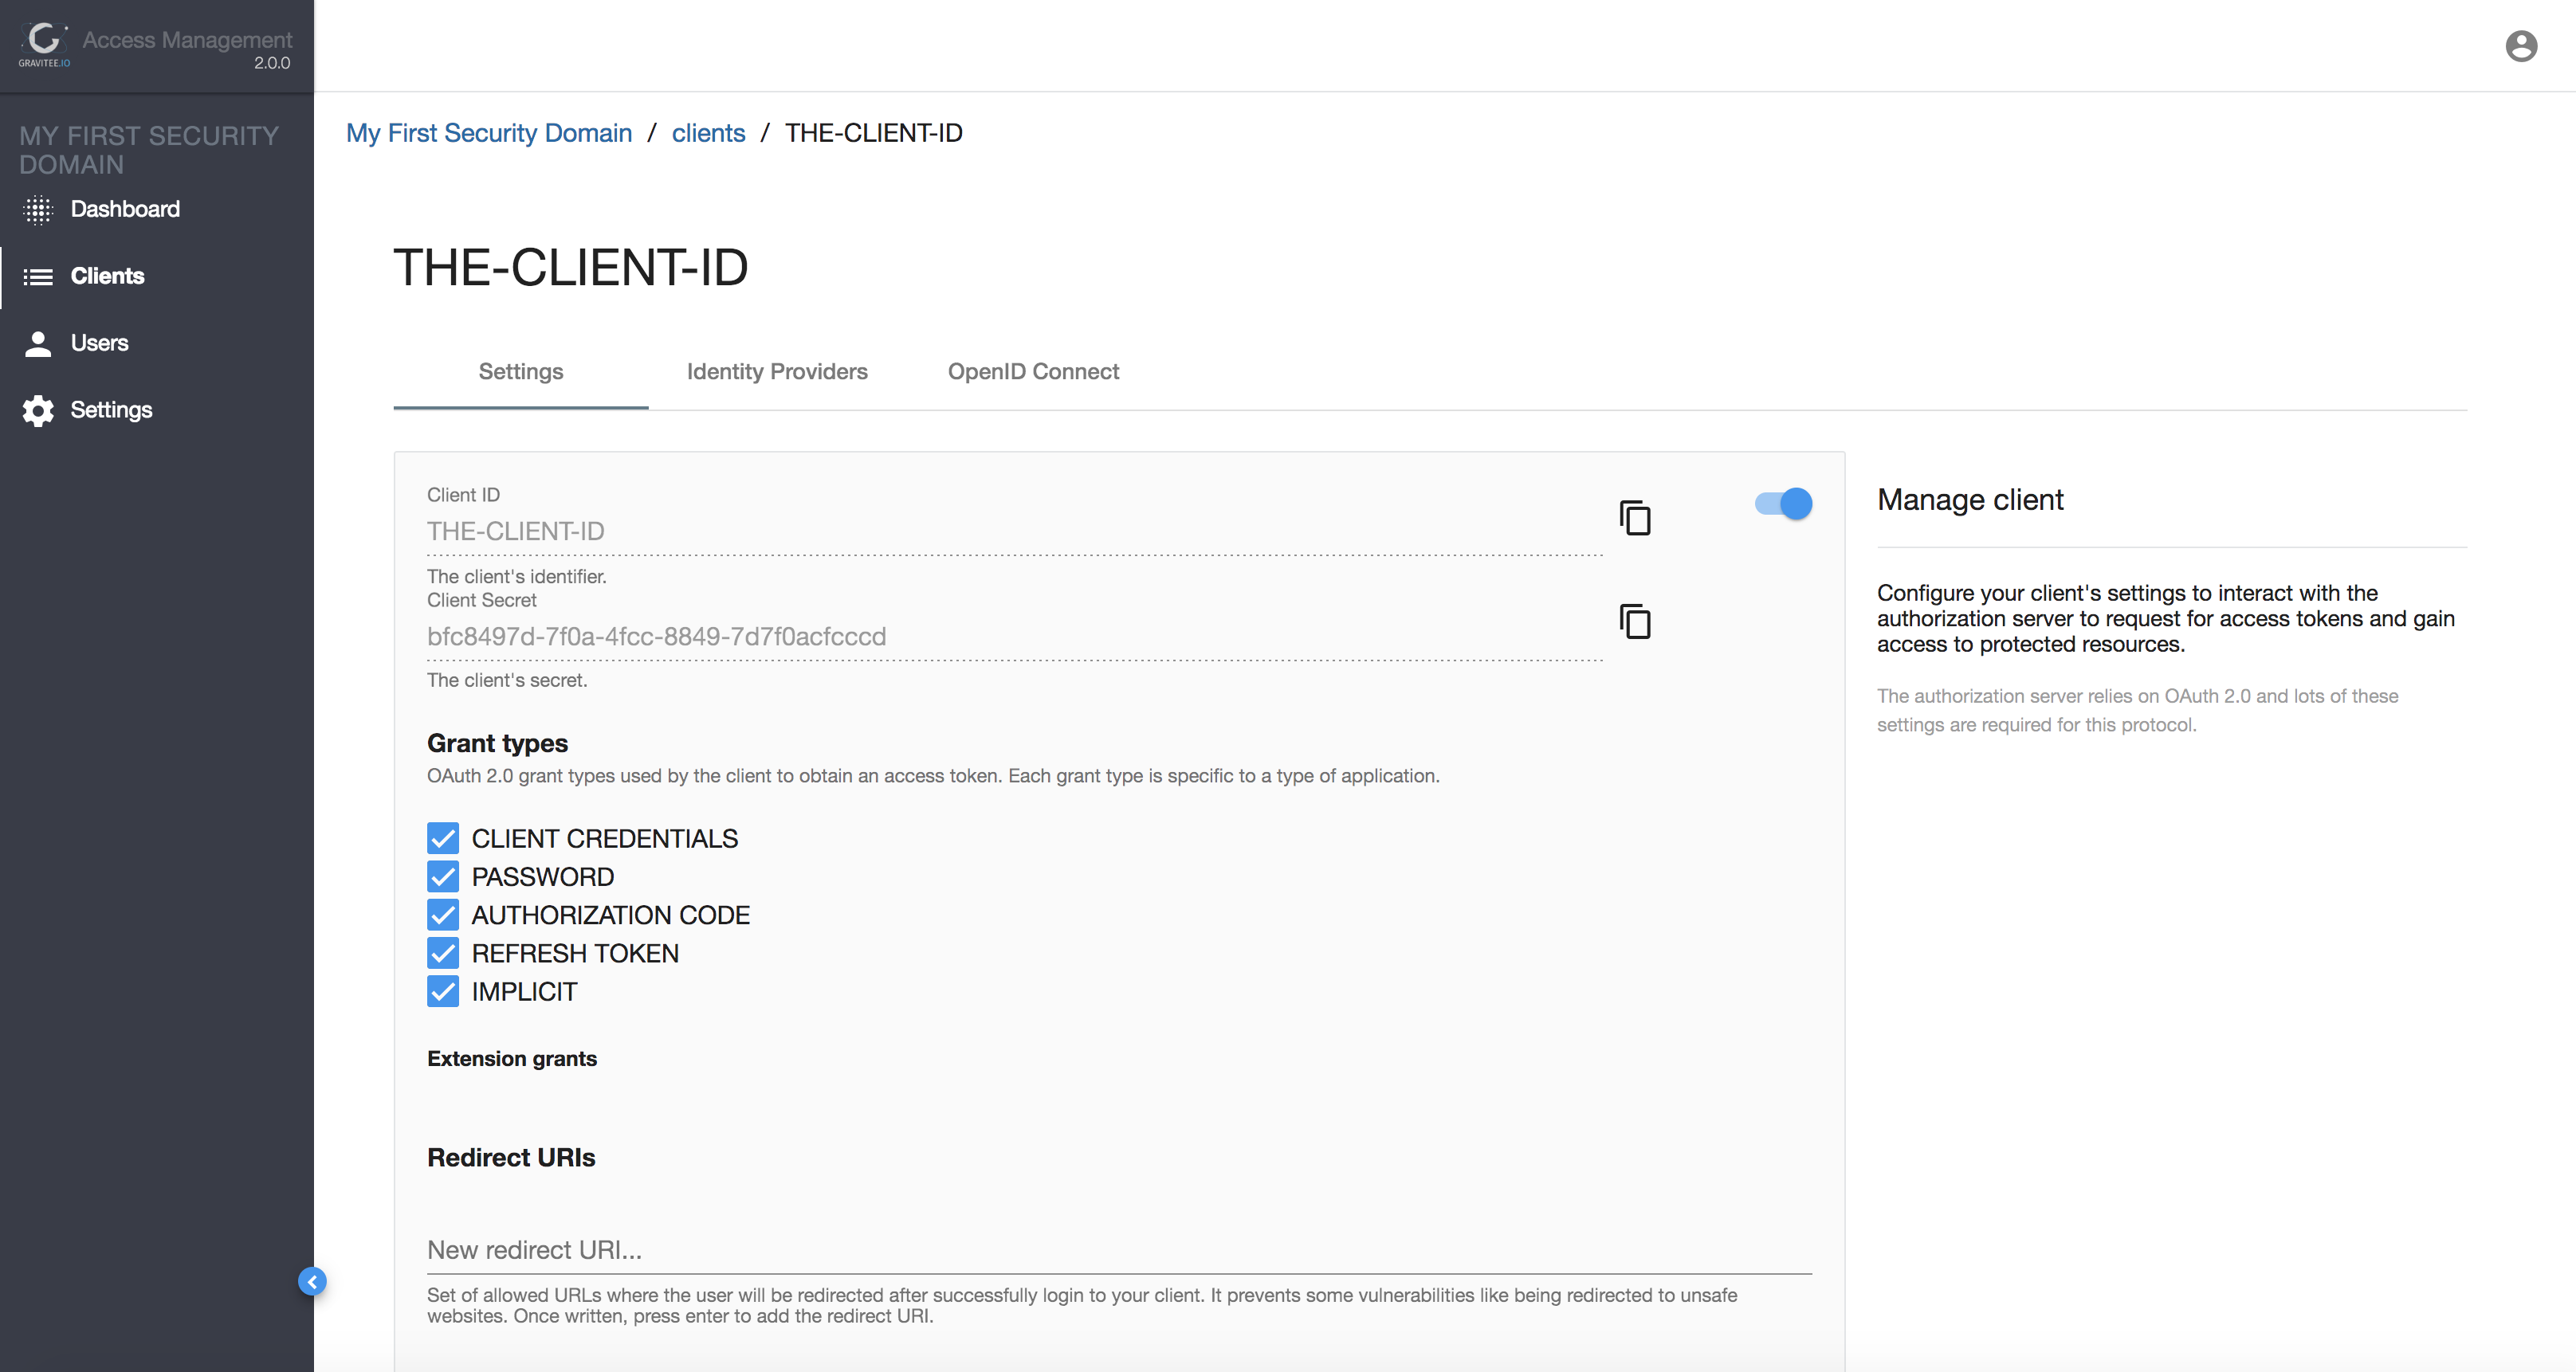 GRAVITEE.IO
Access Management
2.0.0
MY FIRST SECURITY
DOMAIN
Dashboard
Clients
Users
Settings
My First Security Domain / clients / THE-CLIENT-ID
THE-CLIENT-ID
Settings Identity Providers OpenID Connect
Client ID
THE-CLIENT-ID
The client's identifier.
Client Secret
bfc8497d-7f0a-4fcc-8849-7d7f0acfcccd
The client's secret.
Grant types
OAuth 2.0 grant types used by the client to obtain an access token. Each grant type is specific to a type of application.
CLIENT CREDENTIALS
PASSWORD
AUTHORIZATION CODE
REFRESH TOKEN
IMPLICIT
Extension grants
Redirect URIs
New redirect URI...
Set of allowed URLs where the user will be redirected after successfully login to your client. It prevents some vulnerabilities like being redirected to unsafe
websites. Once written, press enter to add the redirect URI.
Manage client
Configure your client's settings to interact with the
authorization server to request for access tokens and gain
access to protected resources.
The authorization server relies on OAuth 2.0 and lots of these
settings are required for this protocol.